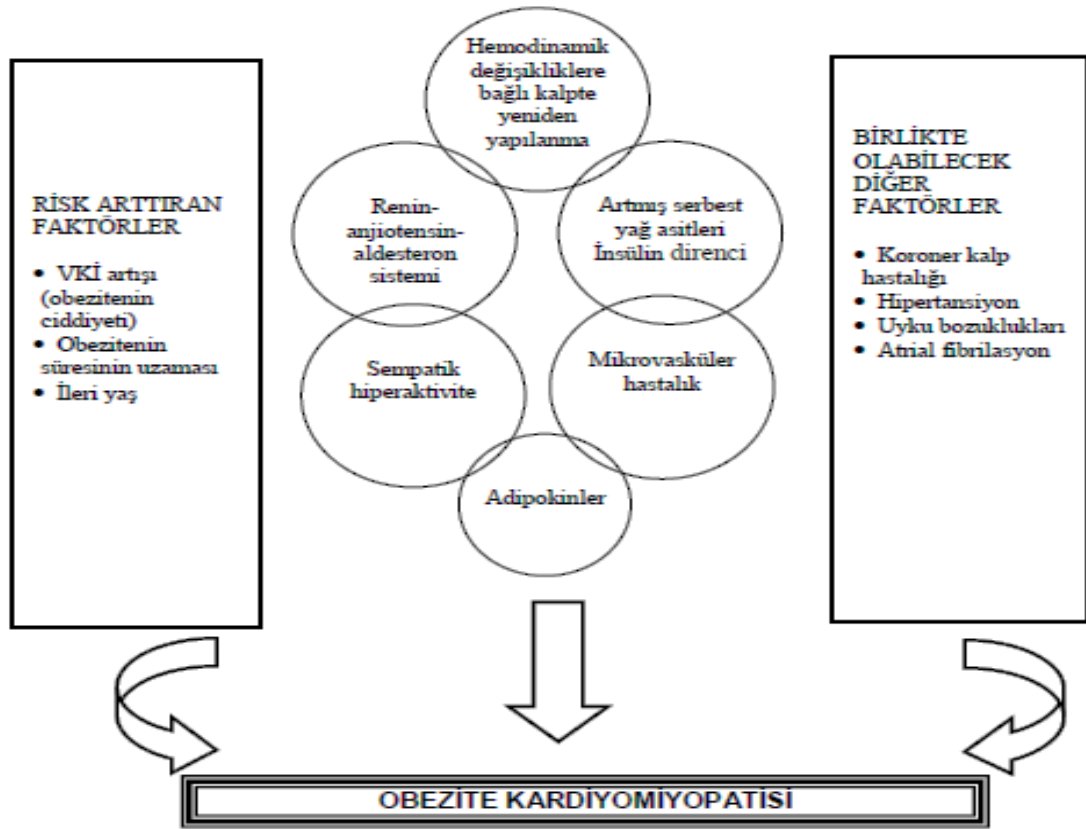 RİSK ARTTIRAN
FAKTÖRLER
• VKİ artışı
(obezitenin
ciddiyeti)
• Obezitenin
süresinin uzaması
• İleri yaş
Hemodinamik
değişikliklere
bağlı kalpte
yeniden
yapılanma
Renin-
anjiotensin-
aldesteron
sistemi
Artmış serbest
yağ asitleri
İnsülin direnci
Sempatik
hiperaktivite
Mikrovasküler
hastalık
Adipokinler
BİRLİKTE
OLABİLECEK
DİĞER
FAKTÖRLER
• Koroner kalp
hastalığı
• Hipertansiyon
• Uyku bozuklukları
• Atrial fibrilasyon
OBEZİTE KARDİYOMİYOPATİSİ